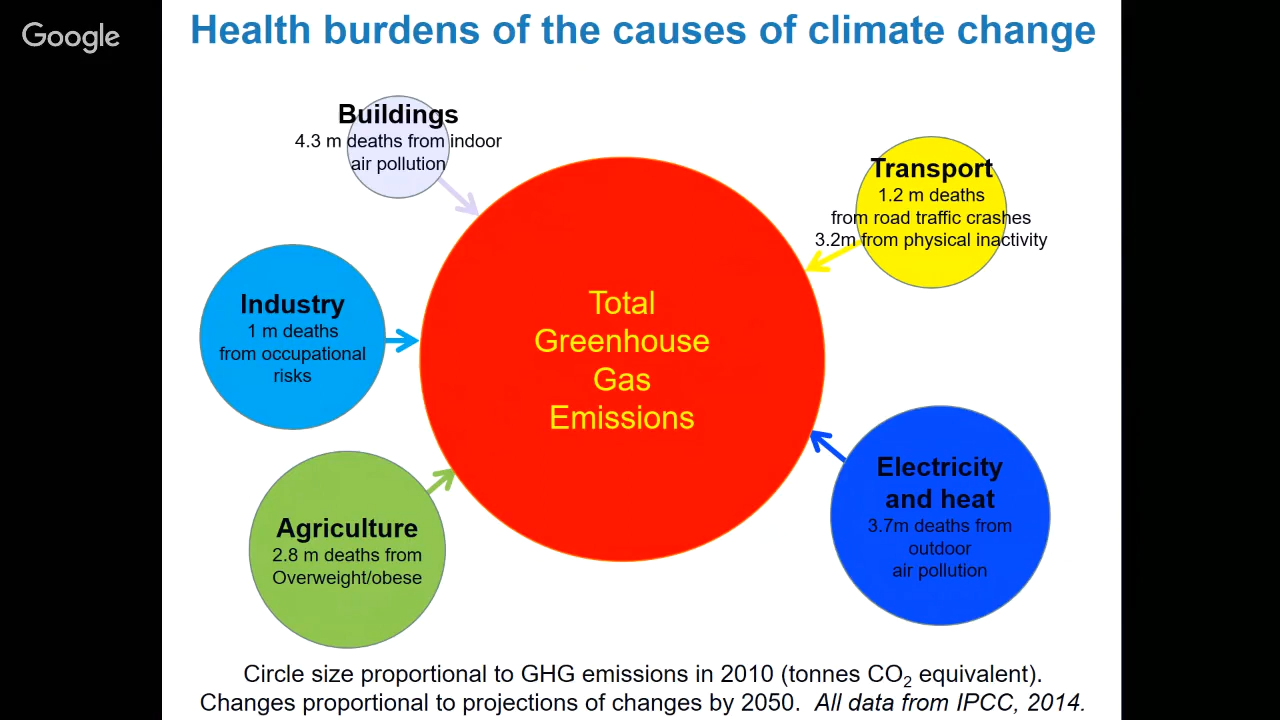 Google
Health burdens of the causes of climate change
Buildings
4.3 m deaths from indoor
air pollution
Transport
1.2 m deaths
from road traffic crashes
3.2m from physical inactivity
Industry
1 m deaths
from occupational
risks
Total
Greenhouse
Gas
Emissions
Agriculture
2.8 m deaths from
Overweight/obese
Electricity
and heat
3.7m deaths from
outdoor
air pollution
Circle size proportional to GHG emissions in 2010 (tonnes CO₂ equivalent).
Changes proportional to projections of changes by 2050. All data from IPCC, 2014.